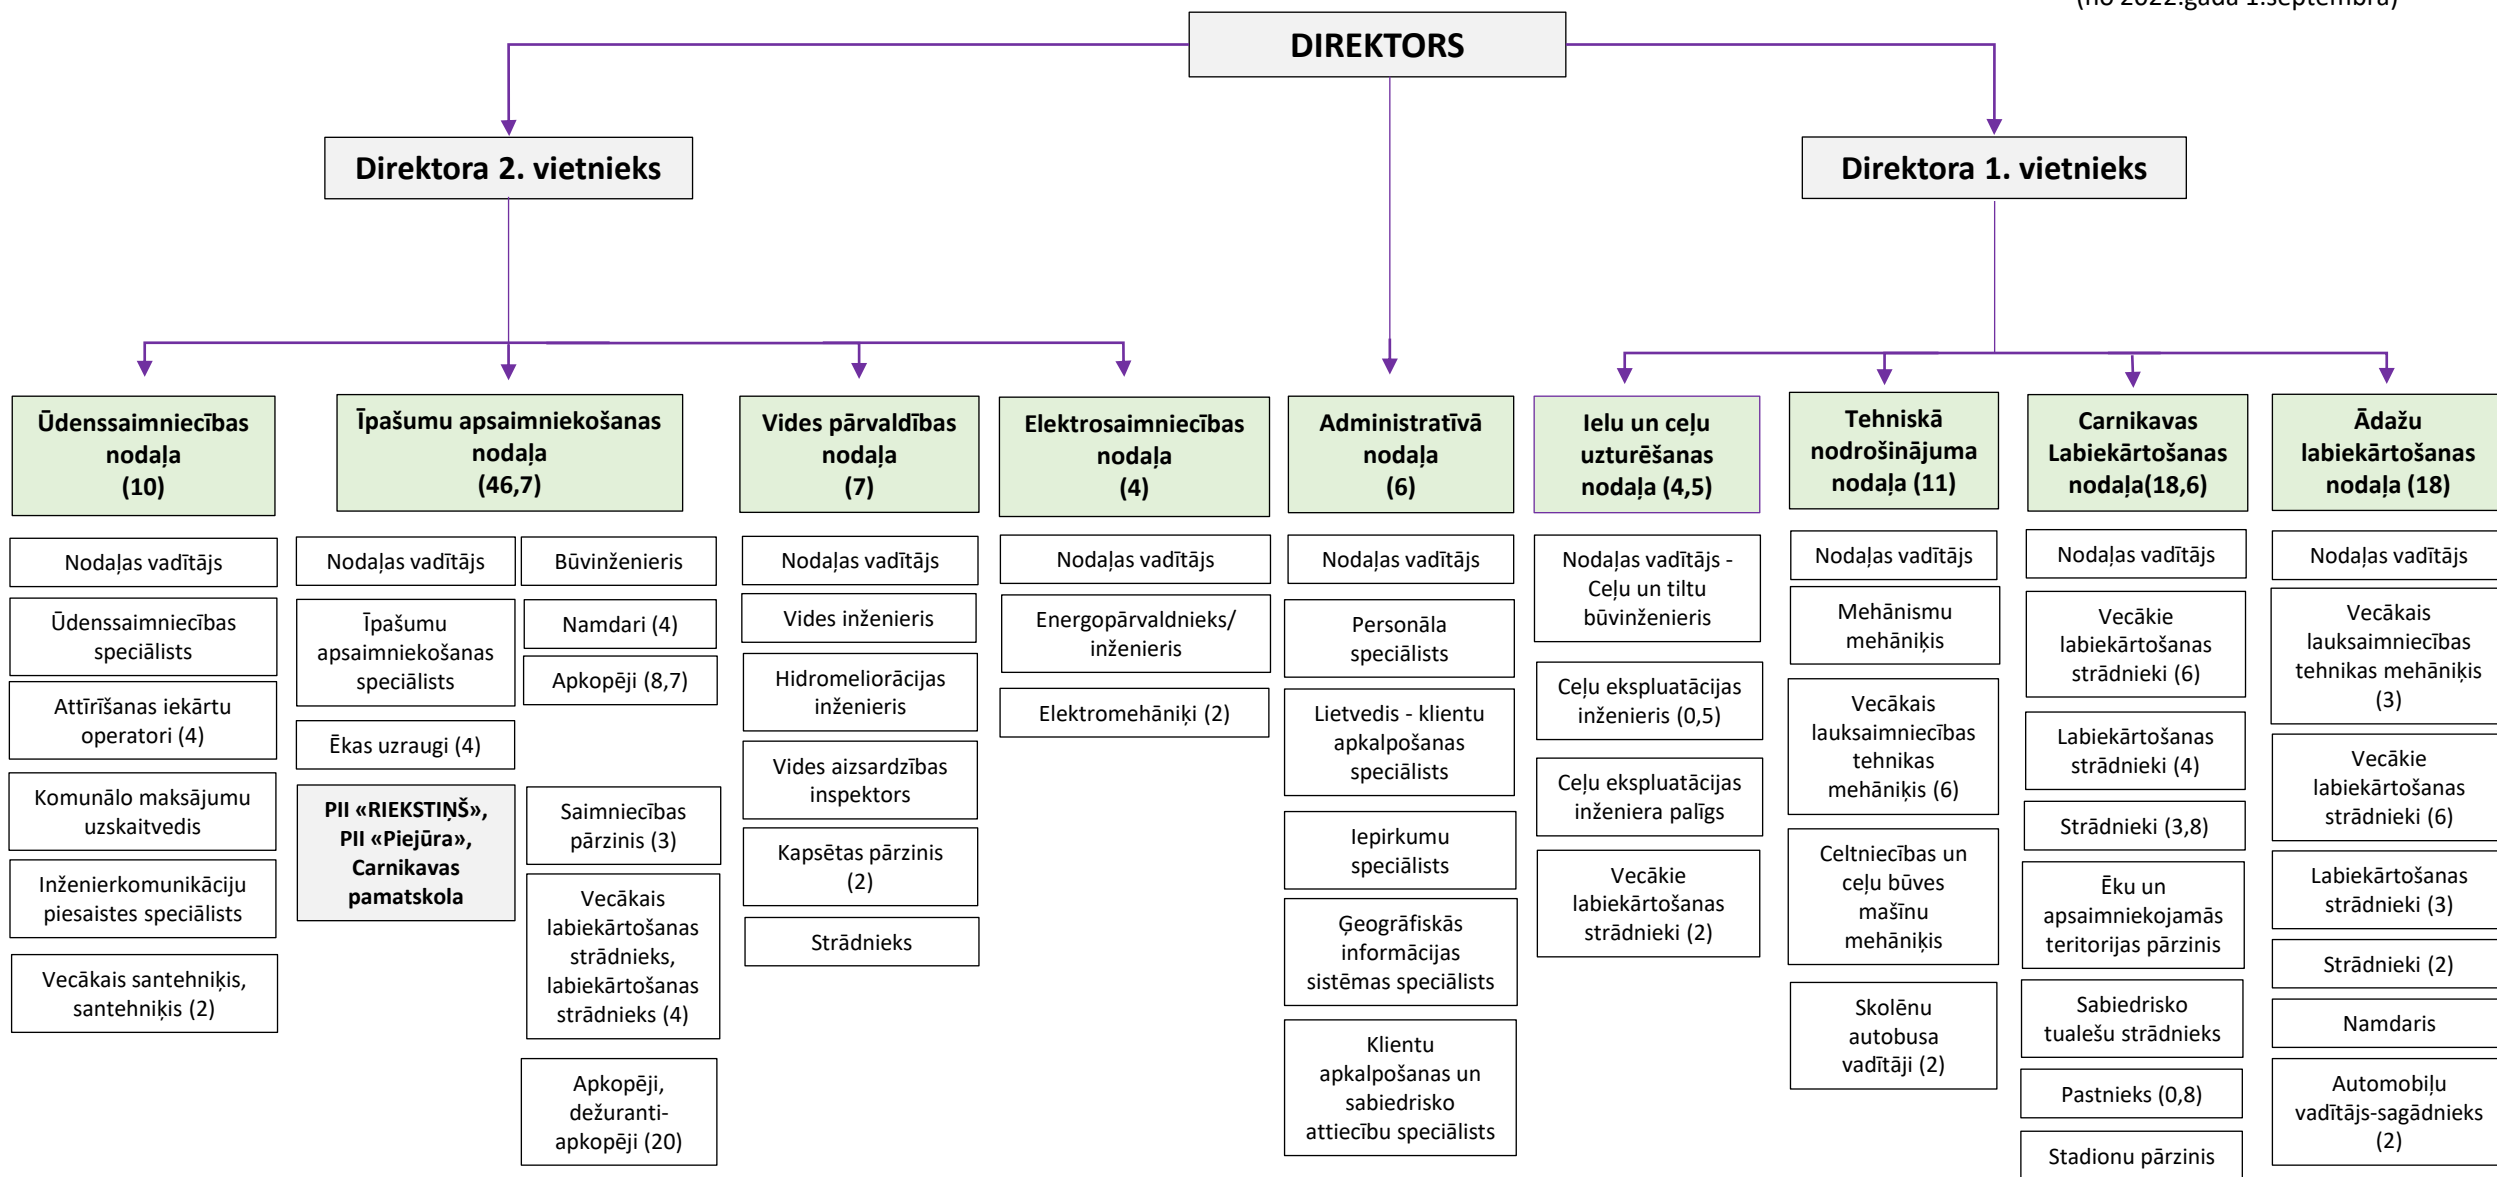 (no 2022.gada 1.septembra)
DIREKTORS
Direktora 2. vietnieks
Direktora 1. vietnieks
Ūdenssaimniecības
nodaļa
(10)
Nodaļas vadītājs
Ūdenssaimniecības
speciālists
Attīrīšanas iekārtu
operatori (4)
Komunālo maksājumu
uzskaitvedis
Inženierkomunikāciju
piesaistes speciālists
Vecākais santehniķis,
santehniķis (2)
Īpašumu apsaimniekošanas
nodaļa
(46,7)
Nodaļas vadītājs
Īpašumu
apsaimniekošanas
speciālists
Ēkas uzraugi (4)
PII «RIEKSTIŅŠ»,
PII «Piejūra»,
Carnikavas
pamatskola
Būvinženieris
Namdari (4)
Apkopēji (8,7)
Saimniecības
pārzinis (3)
Vecākais
labiekārtošanas
strādnieks,
labiekārtošanas
strādnieks (4)
Apkopēji,
dežuranti-
apkopēji (20)
Vides pārvaldības
nodaļa
(7)
Nodaļas vadītājs
Vides inženieris
Hidromeliorācijas
inženieris
Vides aizsardzības
inspektors
Kapsētas pārzinis
(2)
Strādnieks
Elektrosaimniecības
nodaļa
(4)
Nodaļas vadītājs
Energopārvaldnieks/
inženieris
Elektromehāniķi (2)
Administratīvā
nodaļa
(6)
Nodaļas vadītājs
Personāla
speciālists
Lietvedis - klientu
apkalpošanas
speciālists
Iepirkumu
speciālists
Ģeogrāfiskās
informācijas
sistēmas speciālists
Klientu
apkalpošanas un
sabiedrisko
attiecību speciālists
Ielu un ceļu
uzturēšanas
nodaļa (4,5)
Nodaļas vadītājs -
Ceļu un tiltu
būvinženieris
Ceļu ekspluatācijas
inženieris (0,5)
Ceļu ekspluatācijas
inženiera palīgs
Vecākie
labiekārtošanas
strādnieki (2)
Tehniskā
nodrošinājuma
nodaļa (11)
Nodaļas vadītājs
Mehānismu
mehāniķis
Vecākais
lauksaimniecības
tehnikas
mehāniķis (6)
Celtniecības un
ceļu būves
mašīnu
mehāniķis
Skolēnu
autobusa
vadītāji (2)
Carnikavas
Labiekārtošanas
nodaļa(18,6)
Nodaļas vadītājs
Vecākie
labiekārtošanas
strādnieki (6)
Labiekārtošanas
strādnieki (4)
Strādnieki (3,8)
Ēku un
apsaimniekojamās
teritorijas pārzinis
Sabiedrisko
tualešu strādnieks
Pastnieks (0,8)
Stadionu pārzinis
Ādažu
labiekārtošanas
nodaļa (18)
Nodaļas vadītājs
Vecākais
lauksaimniecības
tehnikas mehāniķis
(3)
Vecākie
labiekārtošanas
strādnieki (6)
Labiekārtošanas
strādnieki (3)
Strādnieki (2)
Namdaris
Automobiļu
vadītājs-sagādnieks
(2)